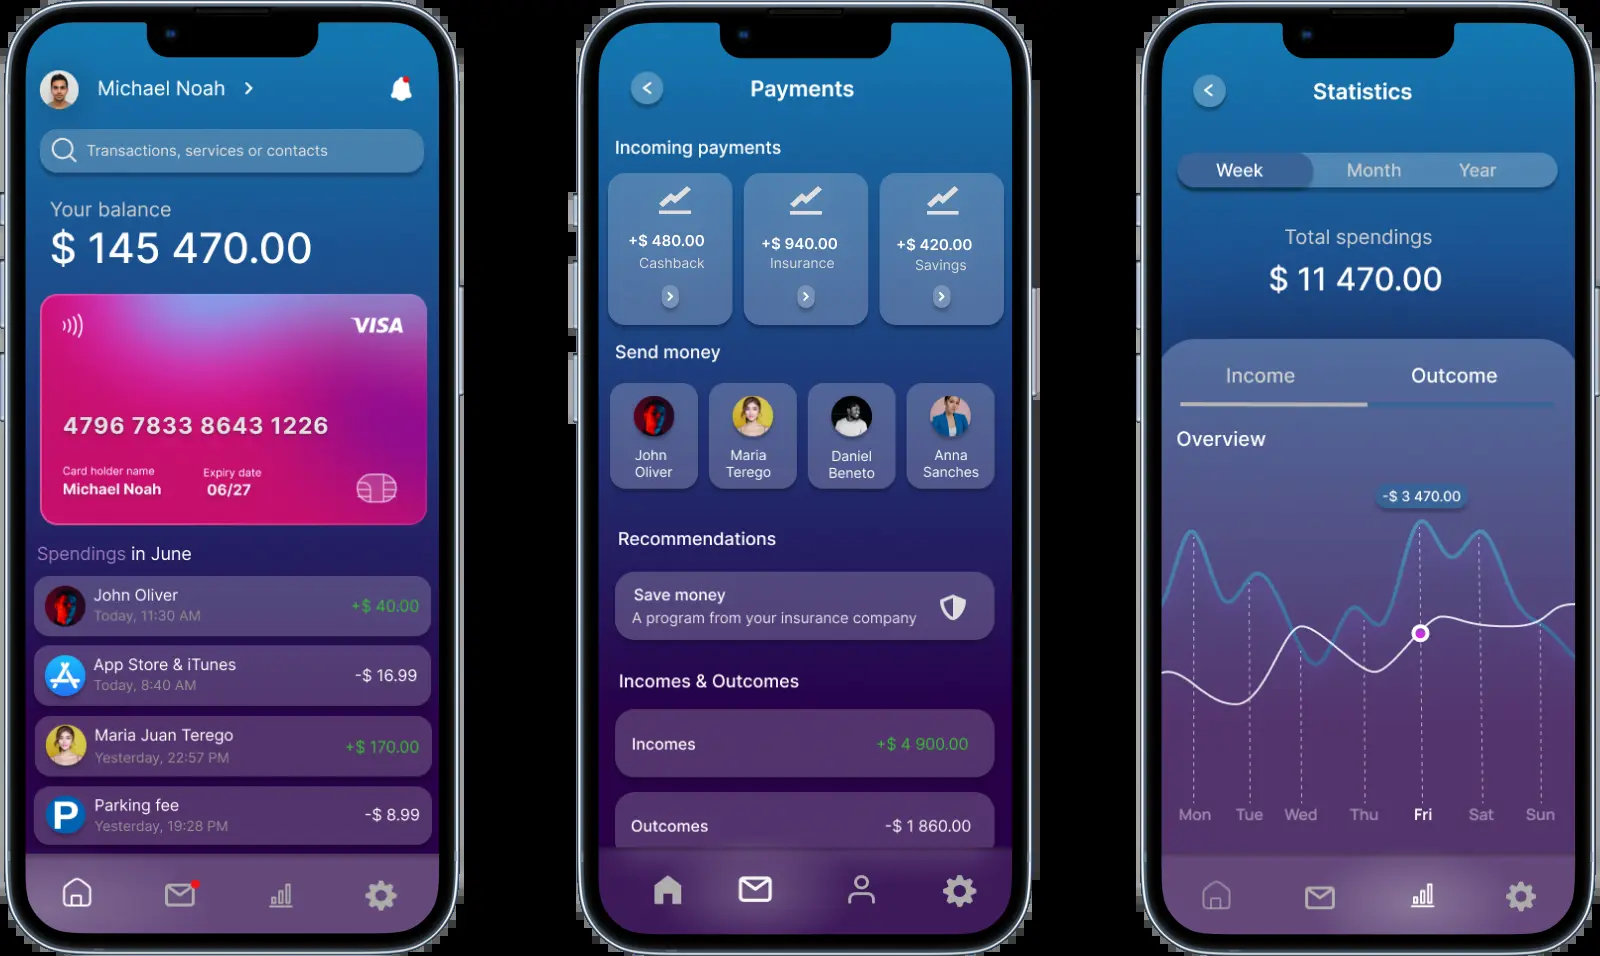 Michael Noah
Transactions, services or contacts
Your balance
$ 145 470.00
VISA
4796 7833 8643 1226
Card holder name
Michael Noah
Expiry date
06/27
Spendings in June
John Oliver
Today, 11:30 AM
+$ 40.00
App Store & iTunes
Today, 8:40 AM
-$ 16.99
Maria Juan Terego
Yesterday, 22:57 PM
+$ 170.00
P
Parking fee
Yesterday, 19:28 PM
-$ 8.99
Payments
Incoming payments
+$ 480.00
Cashback
+$ 940.00
Insurance
+$ 420.00
Savings
Send money
John
Oliver
Maria
Terego
Daniel
Beneto
Anna
Sanches
Recommendations
Save money
A program from your insurance company
Incomes & Outcomes
Incomes
+$ 4 900.00
Outcomes
-$ 1 860.00
Statistics
Week
Month
Year
Total spendings
$ 11 470.00
Income
Outcome
Overview
-$ 3 470.00
Mon
Tue
Wed
Thu
Fri
Sat
Sun